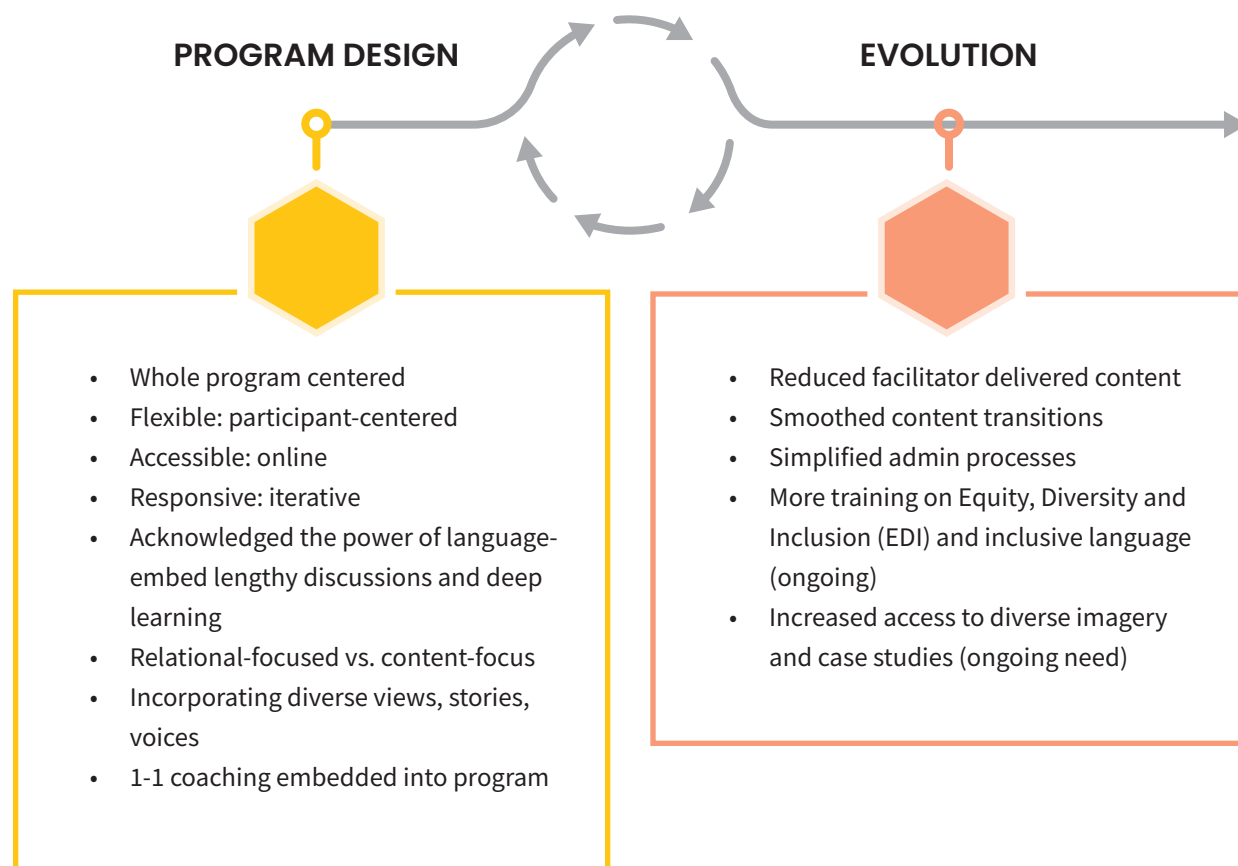 PROGRAM DESIGN
• Whole program centered
• Flexible: participant-centered
• Accessible: online
• Responsive: iterative
• Acknowledged the power of language-
embed lengthy discussions and deep
learning
• Relational-focused vs. content-focus
• Incorporating diverse views, stories,
voices
• 1-1 coaching embedded into program
EVOLUTION
• Reduced facilitator delivered content
• Smoothed content transitions
• Simplified admin processes
• More training on Equity, Diversity and
Inclusion (EDI) and inclusive language
(ongoing)
• Increased access to diverse imagery
and case studies (ongoing need)